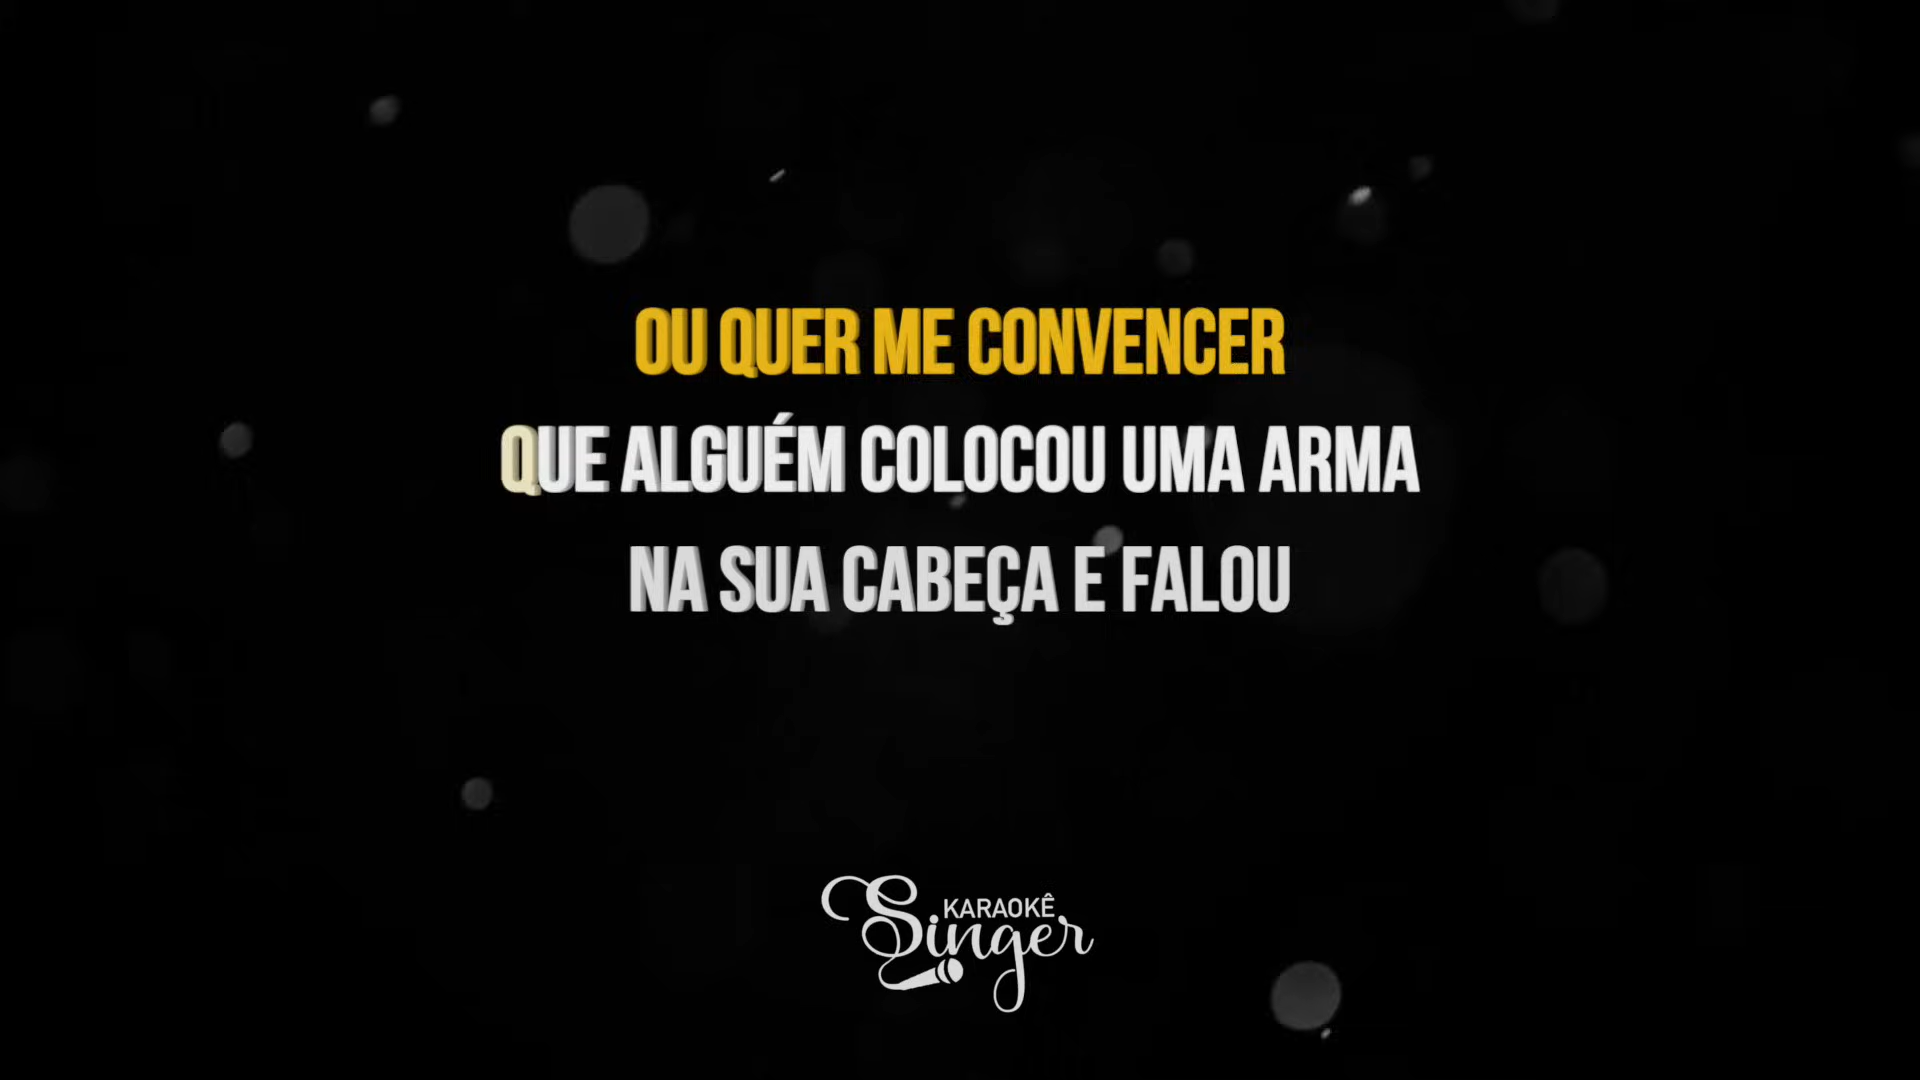 OU QUER ME CONVENCER
QUE ALGUÉM COLOCOU UMA ARMA
NA SUA CABEÇA E FALOU
KARAOKÊ
Singer